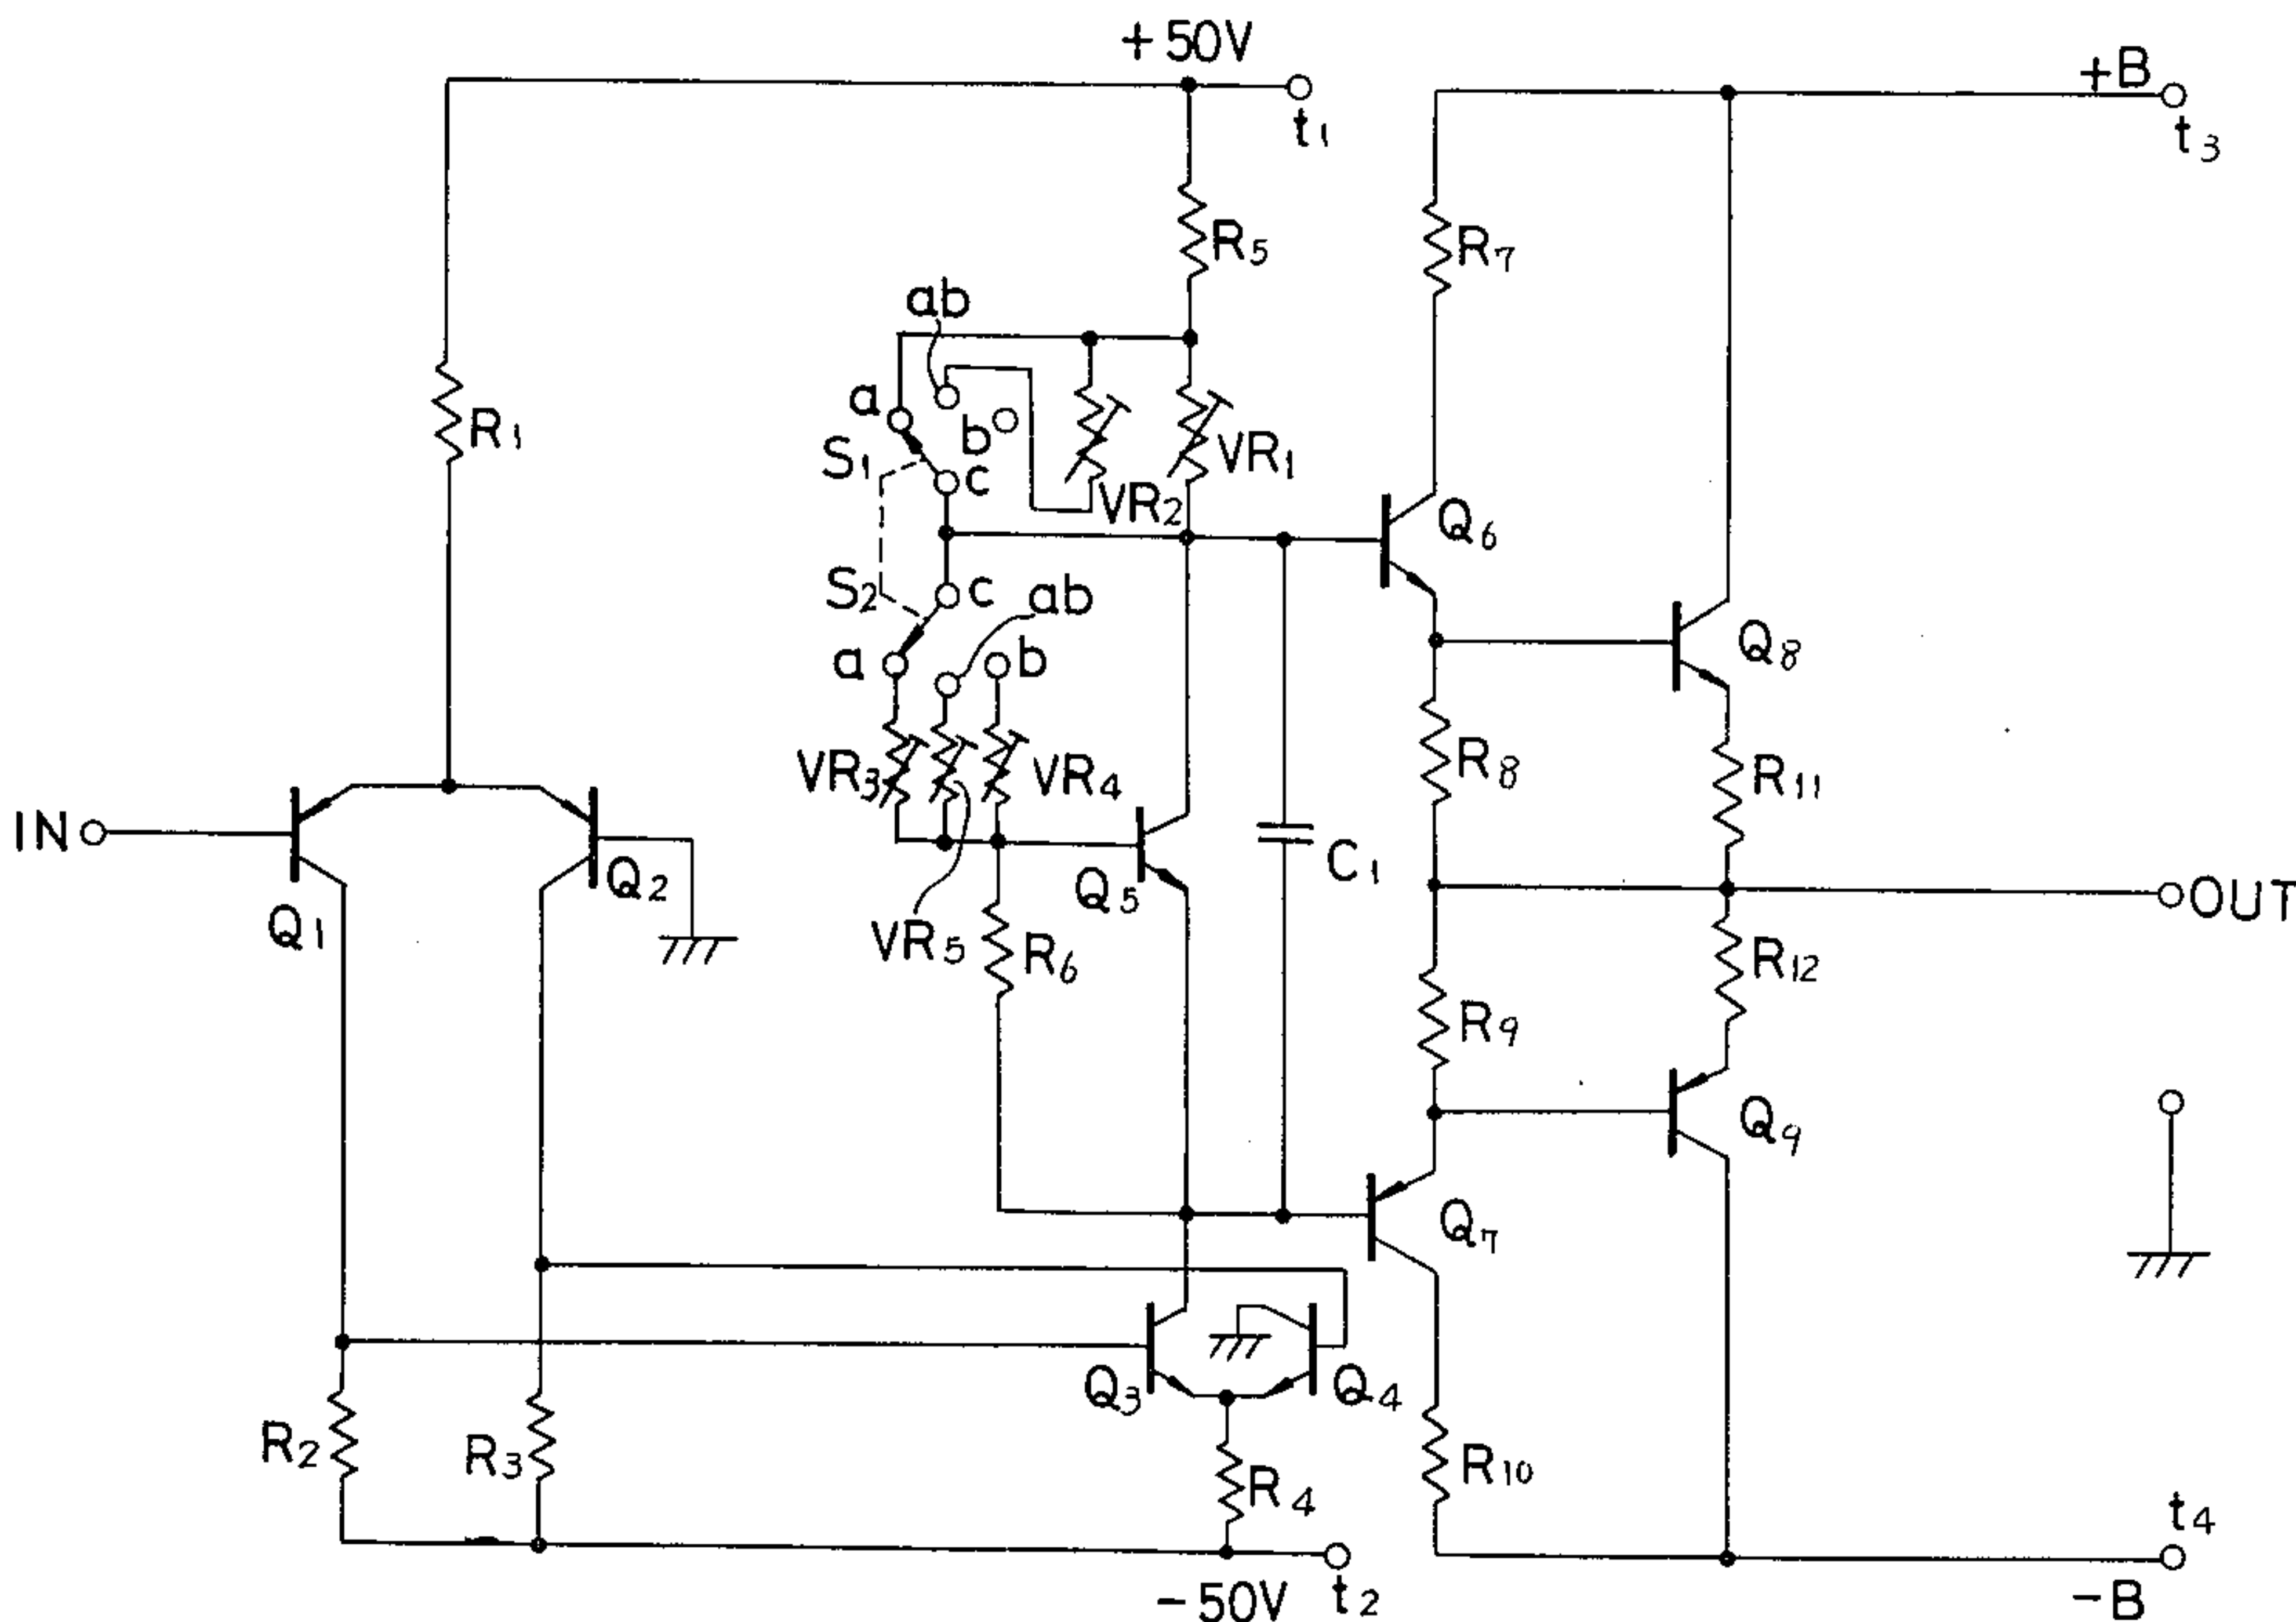 +50V
+B
t1
t3
R5
R7
ab
a
b
R1
S1
c
VR1
VR2
Q6
S2
c
ab
a
b
Q8
VR3
VR4
R8
R11
IN
Q1
Q2
Q5
C1
OUT
VR5
R6
R12
R9
Q9
Q7
Q3
Q4
R2
R3
R4
R10
t4
-50V
t2
-B